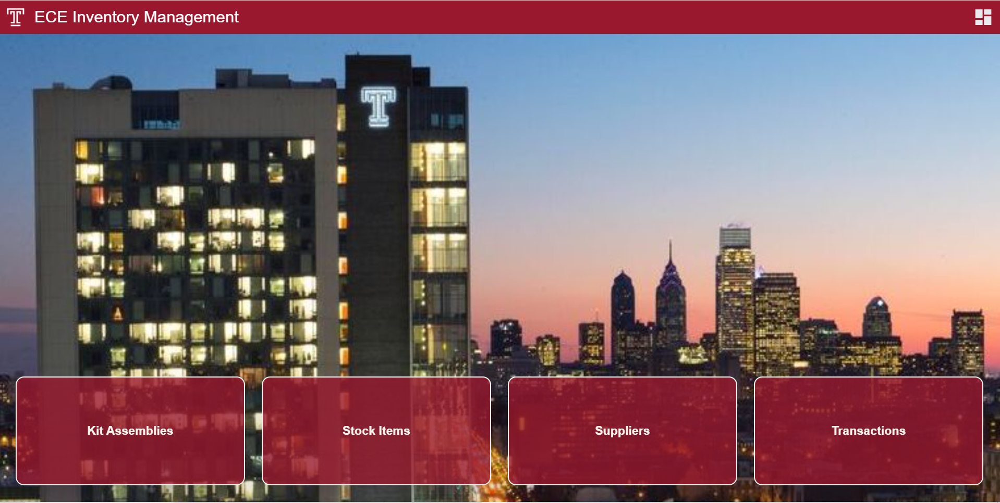 T ECE Inventory Management
T
Kit Assemblies
Stock Items
Suppliers
Transactions